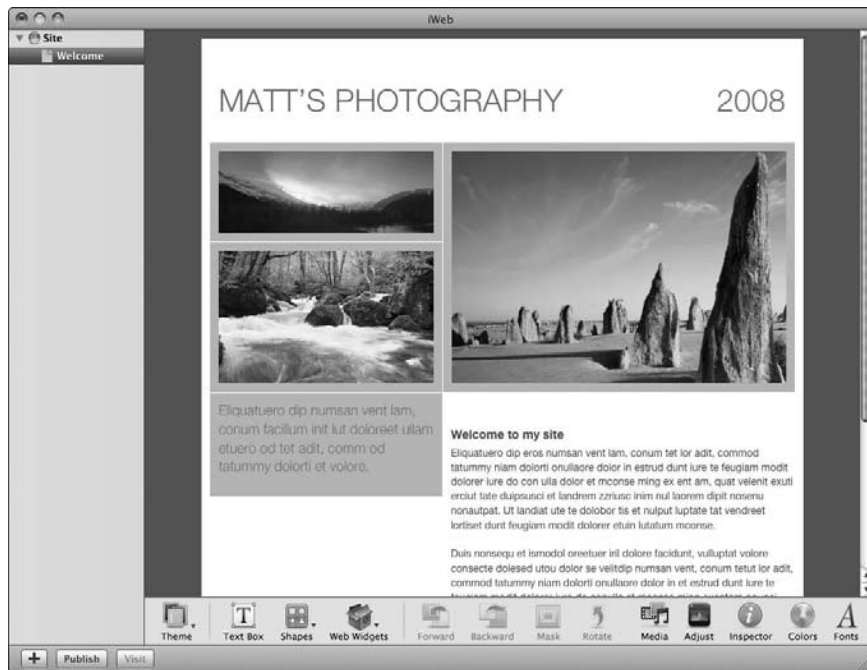 iWeb
Site
Welcome
MATT'S PHOTOGRAPHY 2008
Eliquatuero dip numsan vent lam,
conum facillum init lut doloreet ullam
etuero od tet adit, comm od
tatummy dolorti et volore.
Welcome to my site
Eliquatuero dip eros numsan vent lam, conum tet lor adit, commod
tatummy niam dolorti onullaore dolor in estrud dunt iure te feugiam modit
dolorer iure do con ulla dolor et mconse ming ex ent am, quat velenit exuti
erciut tate duipsusci et landrem zzriusc inim nul laorem dipit nosenu
nonautpat. Ut landiat ute te dolobor tis et nulput luptate tat vendreet
lortiset dunt feugiam modit dolorer etuin lutatum mconse.
Duis nonsequ et ismodol oreetuer iril dolore facidunt, vulluptat volore
consecte dolesed utou dolor se velitdip numsan vent, conum tetut lor adit,
commod tatummy niam dolorti onullaore dolor in et estrud dunt iure te
Theme Text Box Shapes Web Widgets Forward Backward Mask Rotate Media Adjust Inspector Colors Fonts
Publish Visit